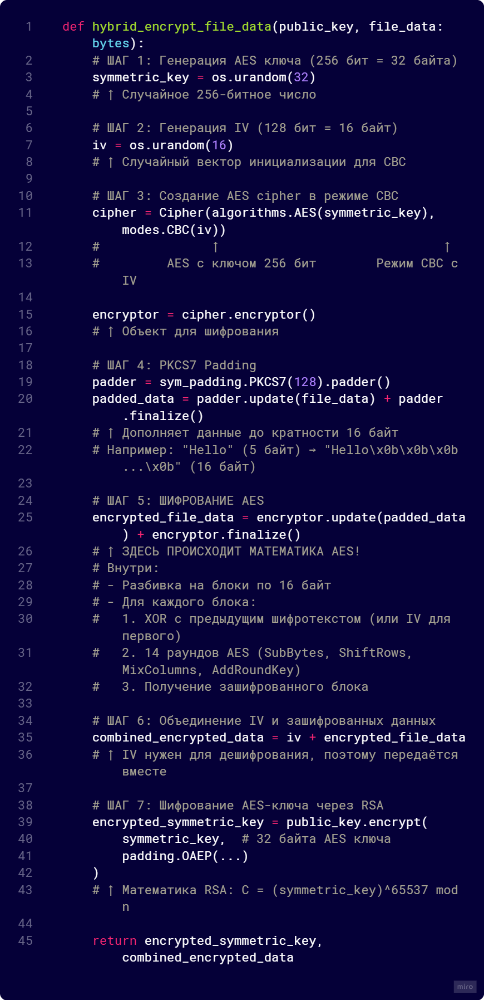 1 def hybrid_encrypt_file_data(public_key, file_data:
bytes):
2 # ШАГ 1: Генерация AES ключа (256 бит = 32 байта)
3 symmetric_key = os.urandom(32)
4 # ↑ Случайное 256-битное число
5
6 # ШАГ 2: Генерация IV (128 бит = 16 байт)
7 iv = os.urandom(16)
8 # ↑ Случайный вектор инициализации для CBC
9
10 # ШАГ 3: Создание AES cipher в режиме CBC
11 cipher = Cipher(algorithms.AES(symmetric_key),
modes.CBC(iv))
12 # ↑ ↑
13 # AES с ключом 256 бит Режим CBC с
IV
14
15 encryptor = cipher.encryptor()
16 # ↑ Объект для шифрования
17
18 # ШАГ 4: PKCS7 Padding
19 padder = sym_padding.PKCS7(128).padder()
20 padded_data = padder.update(file_data) + padder
.finalize()
21 # ↑ Дополняет данные до кратности 16 байт
22 # Например: "Hello" (5 байт) → "Hello\x0b\x0b\x0b
...\x0b" (16 байт)
23
24 # ШАГ 5: ШИФРОВАНИЕ AES
25 encrypted_file_data = encryptor.update(padded_data
) + encryptor.finalize()
26 # ↑ ЗДЕСЬ ПРОИСХОДИТ МАТЕМАТИКА AES!
27 # Внутри:
28 # - Разбивка на блоки по 16 байт
29 # - Для каждого блока:
30 # 1. XOR с предыдущим шифротекстом (или IV для
первого)
31 # 2. 14 раундов AES (SubBytes, ShiftRows,
MixColumns, AddRoundKey)
32 # 3. Получение зашифрованного блока
33
34 # ШАГ 6: Объединение IV и зашифрованных данных
35 combined_encrypted_data = iv + encrypted_file_data
36 # ↑ IV нужен для дешифрования, поэтому передаётся
вместе
37
38 # ШАГ 7: Шифрование AES-ключа через RSA
39 encrypted_symmetric_key = public_key.encrypt(
40 symmetric_key, # 32 байта AES ключа
41 padding.OAEP(...)
42 )
43 # ↑ Математика RSA: C = (symmetric_key)^65537 mod
n
44
45 return encrypted_symmetric_key,
combined_encrypted_data
miro